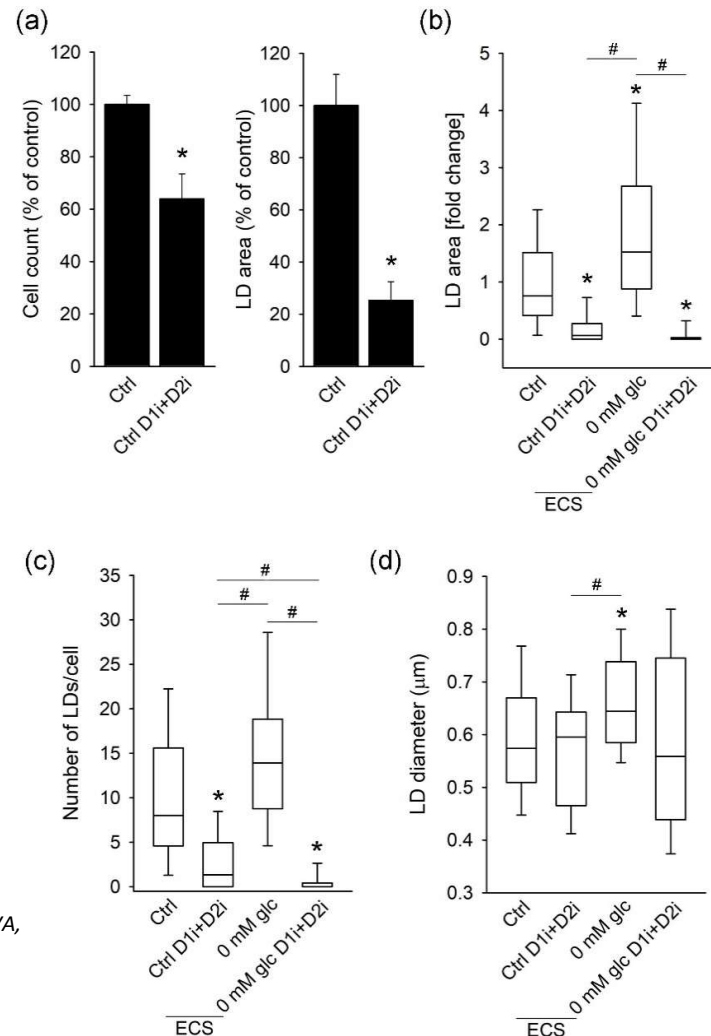 (a)
120
100
80
60
40
20
0
Cell count (% of control)
*
Ctrl
Ctrl D1i+D2i
120
100
80
60
40
20
0
LD area (% of control)
*
Ctrl
Ctrl D1i+D2i
(b)
5
4
3
2
1
0
LD area [fold change]
#
#
*
*
*
Ctrl
Ctrl D1i+D2i
0 mM glc
0 mM glc D1i+D2i
ECS
(c)
35
30
25
20
15
10
5
0
Number of LDs/cell
#
#
#
*
*
Ctrl
Ctrl D1i+D2i
0 mM glc
0 mM glc D1i+D2i
ECS
(d)
0.9
0.8
0.7
0.6
0.5
0.4
0.3
LD diameter (μm)
#
*
Ctrl
Ctrl D1i+D2i
0 mM glc
0 mM glc D1i+D2i
ECS